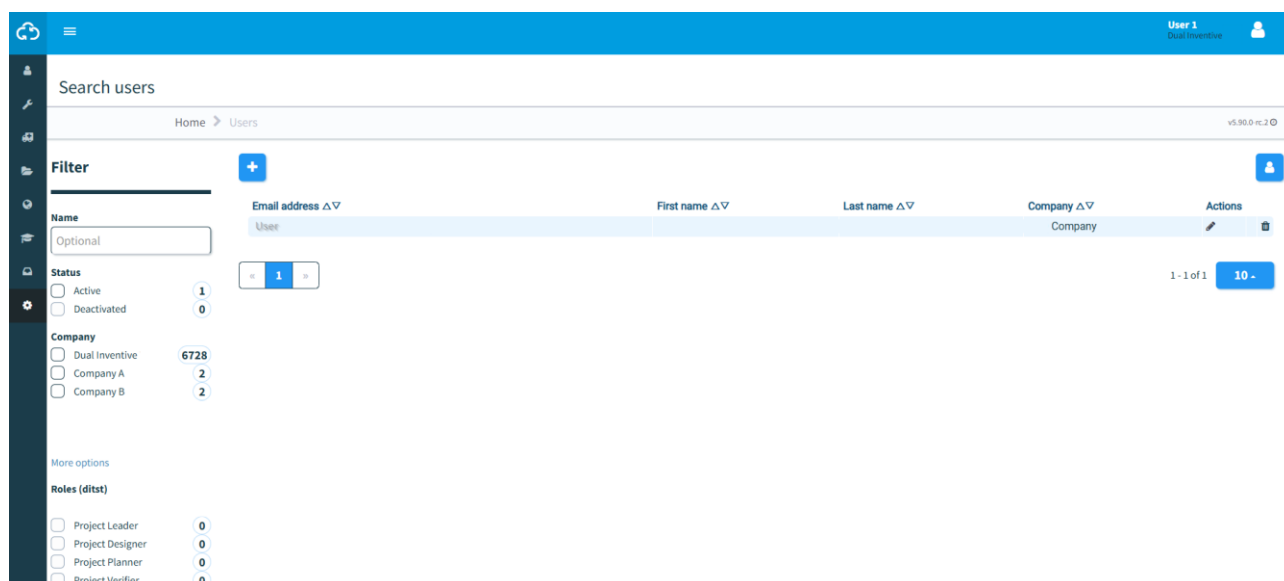 User 1
Dual Inventive
Search users
Home Users
v5.90.0-rc.2
Filter
Name
Optional
Status
Active 1
Deactivated 0
Company
Dual Inventive 6728
Company A 2
Company B 2
More options
Roles (ditst)
Project Leader 0
Project Designer 0
Project Planner 0
Project Verifier 0
+
Email address First name Last name Company Actions
User Company
« 1 »
1 - 1 of 1 10